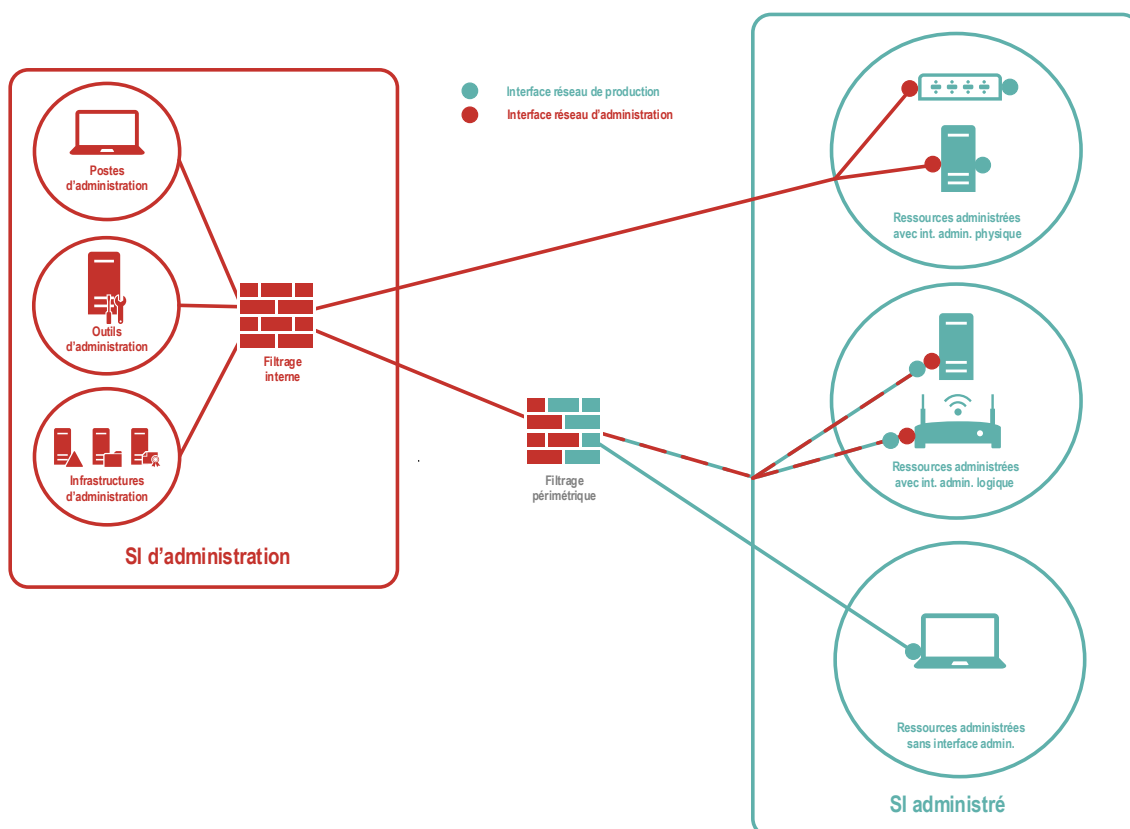 Interface réseau de production
Interface réseau d'administration
Postes
d'administration
Outils
d'administration
Infrastructures
d'administration
SI d'administration
Filtrage
interne
Filtrage
périmétrique
Ressources administrées
avec int. admin. physique
Ressources administrées
avec int. admin. logique
Ressources administrées
sans interface admin.
SI administré